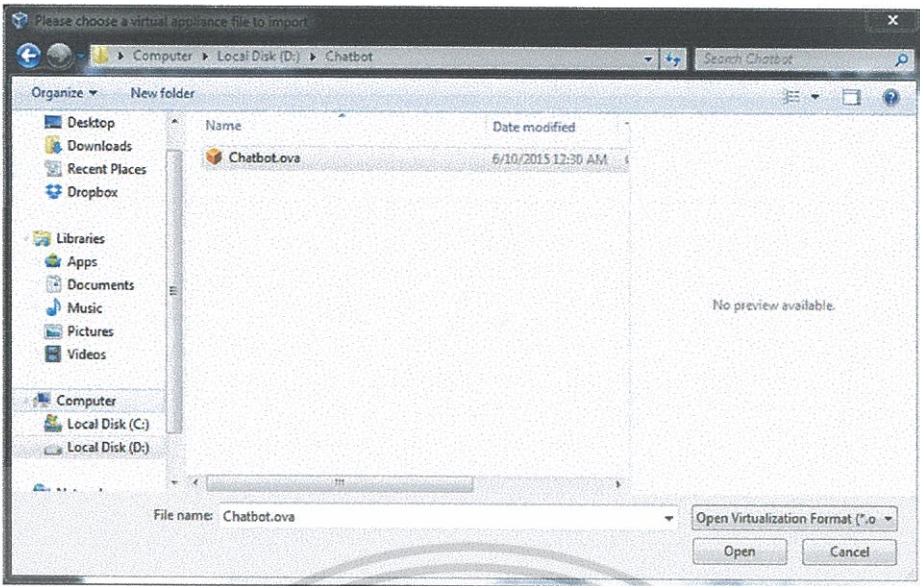 Please choose a virtual appliance file to import
x
Computer Local Disk (D:) Chatbot
Search Chatbot
Organize New folder
Desktop
Downloads
Recent Places
Dropbox
Libraries
Apps
Documents
Music
Pictures
Videos
Computer
Local Disk (C:)
Local Disk (D:)
Name Date modified
Chatbot.ova 6/10/2015 12:30 AM
No preview available.
File name: Chatbot.ova
Open Virtualization Format (*.o
Open Cancel